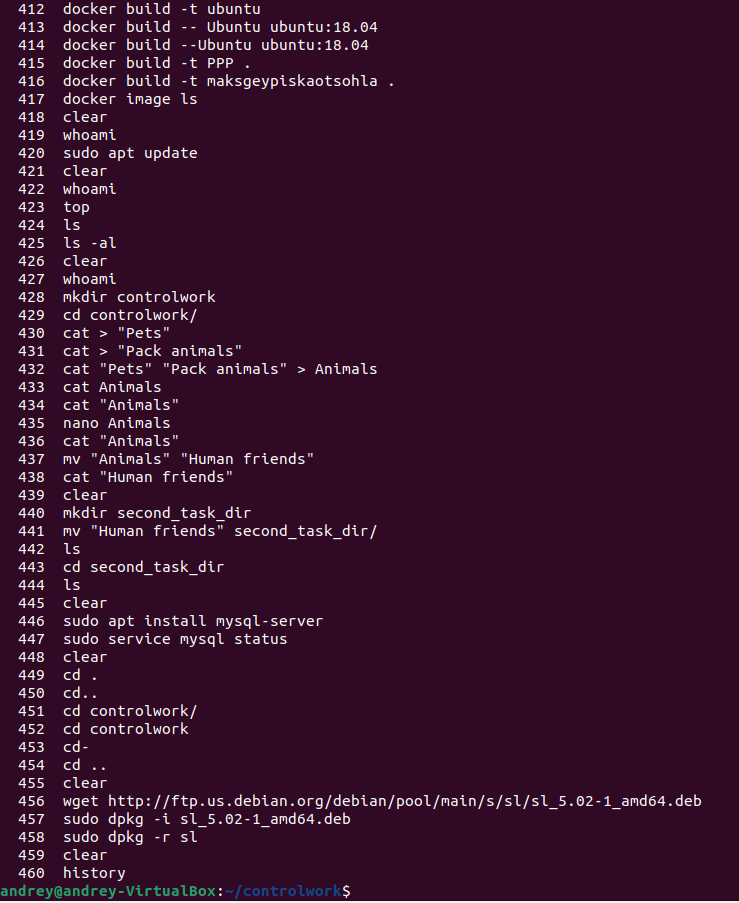 412  docker build -t ubuntu
413  docker build -- Ubuntu ubuntu:18.04
414  docker build --Ubuntu ubuntu:18.04
415  docker build -t PPP .
416  docker build -t maksgeypiskaotsohla .
417  docker image ls
418  clear
419  whoami
420  sudo apt update
421  clear
422  whoami
423  top
424  ls
425  ls -al
426  clear
427  whoami
428  mkdir controlwork
429  cd controlwork/
430  cat > "Pets"
431  cat > "Pack animals"
432  cat "Pets" "Pack animals" > Animals
433  cat Animals
434  cat "Animals"
435  nano Animals
436  cat "Animals"
437  mv "Animals" "Human friends"
438  cat "Human friends"
439  clear
440  mkdir second_task_dir
441  mv "Human friends" second_task_dir/
442  ls
443  cd second_task_dir
444  ls
445  clear
446  sudo apt install mysql-server
447  sudo service mysql status
448  clear
449  cd .
450  cd..
451  cd controlwork/
452  cd controlwork
453  cd-
454  cd ..
455  clear
456  wget http://ftp.us.debian.org/debian/pool/main/s/sl/sl_5.02-1_amd64.deb
457  sudo dpkg -i sl_5.02-1_amd64.deb
458  sudo dpkg -r sl
459  clear
460  history
andrey@andrey-VirtualBox:~/controlwork$